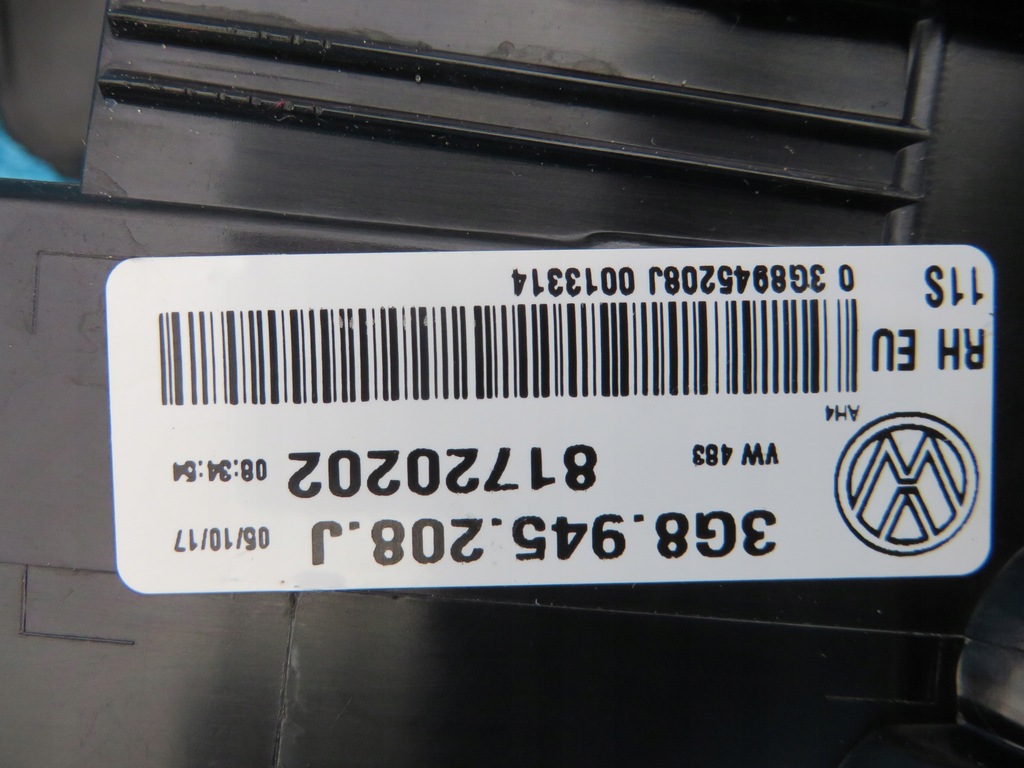 3G8.945.208.J 05/10/17
VW 483 81720202 08:34:54
AH4
RH EU
11S
0 3G8945208J 0013314